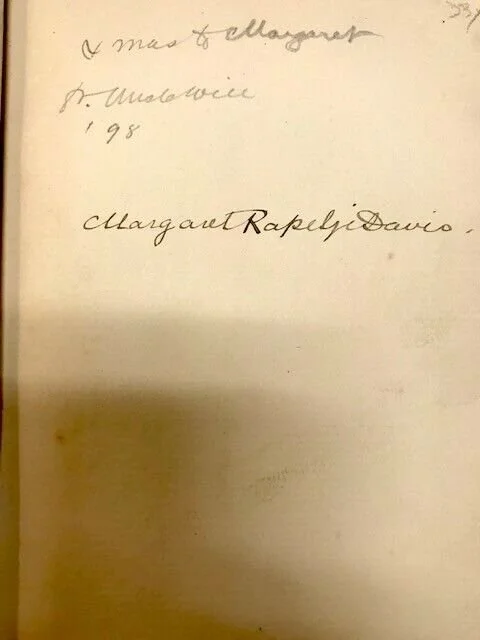 Xmas to Margaret
fr. Uncle Will
'98
Margaret Rapelje Davis.